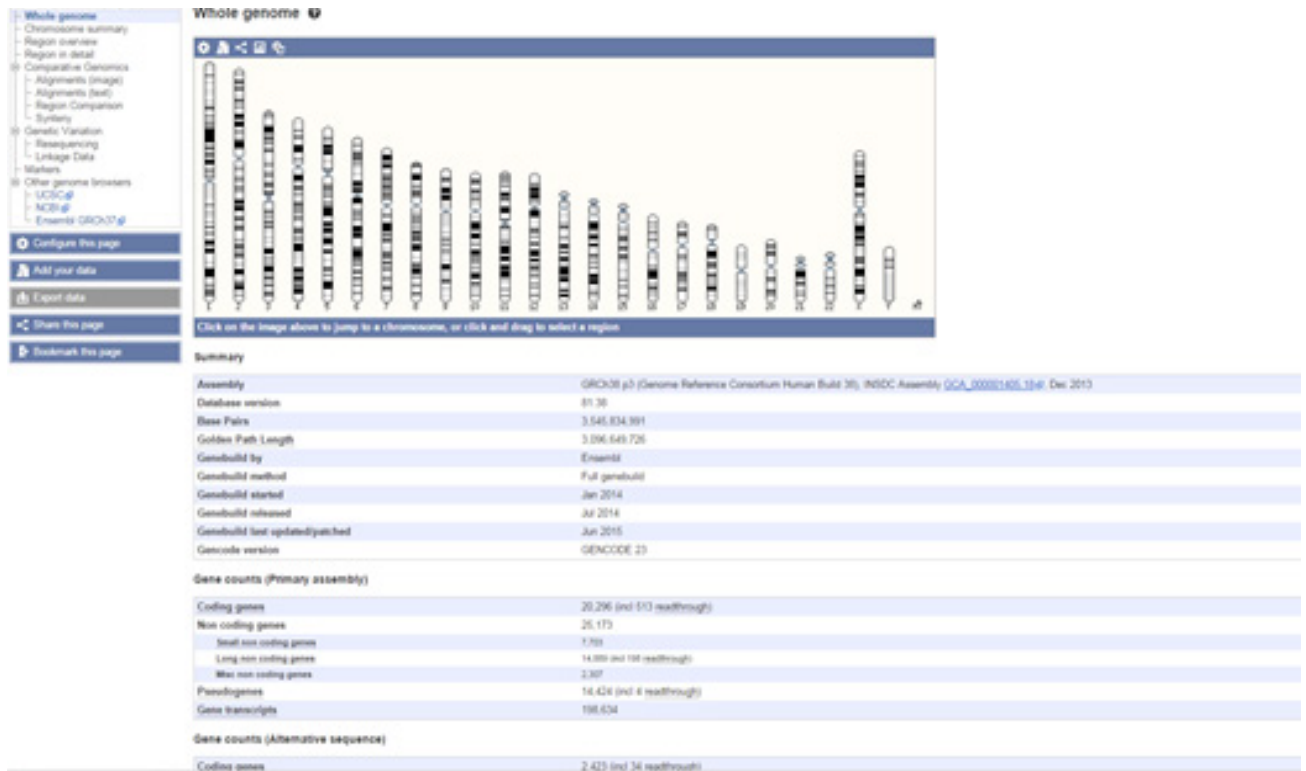 Whole genome
Chromosome summary
Region overview
Region in detail
Comparative Genomics
Alignments (image)
Alignments (text)
Region Comparison
Synteny
Genetic Variation
Resequencing
Linkage Data
Markers
Other genome browsers
UCSC
NCBI
Ensembl GRCh37
Configure this page
Add your data
Export data
Share this page
Bookmark this page
Whole genome
Click on the image above to jump to a chromosome, or click and drag to select a region
Summary
Assembly GRCh38.p3 (Genome Reference Consortium Human Build 38), INSDC Assembly GCA_000001405.18, Dec 2013
Database version 81.38
Base Pairs 3,545,834,991
Golden Path Length 3,096,649,726
Genebuild by Ensembl
Genebuild method Full genebuild
Genebuild started Jan 2014
Genebuild released Jul 2014
Genebuild last updated/patched Jun 2015
Gencode version GENCODE 23
Gene counts (Primary assembly)
Coding genes 20,296 (incl 513 readthrough)
Non coding genes 25,173
Small non coding genes
Long non coding genes (incl readthrough)
Misc non coding genes 2,307
Pseudogenes 14,424 (incl 4 readthrough)
Gene transcripts 198,634
Gene counts (Alternative sequence)
Coding genes 2,423 (incl 34 readthrough)